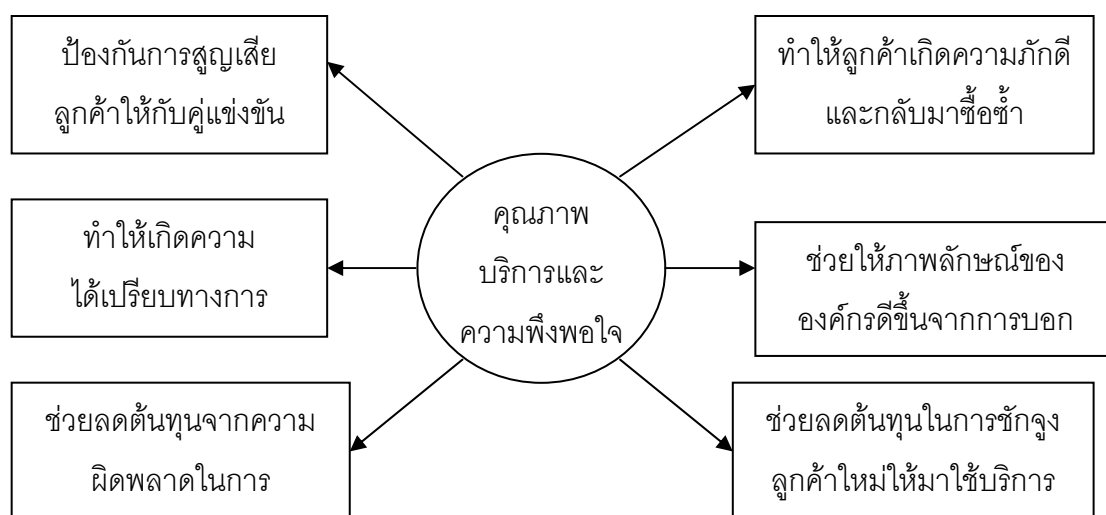 ป้องกันการสูญเสีย
ลูกค้าให้กับคู่แข่งขัน
ทำให้ลูกค้าเกิดความภักดี
และกลับมาซื้อซ้ำ
ทำให้เกิดความ
ได้เปรียบทางการ
คุณภาพ
บริการและ
ความพึงพอใจ
ช่วยให้ภาพลักษณ์ของ
องค์กรดีขึ้นจากการบอก
ช่วยลดต้นทุนจากความ
ผิดพลาดในการ
ช่วยลดต้นทุนในการชักจูง
ลูกค้าใหม่ให้มาใช้บริการ